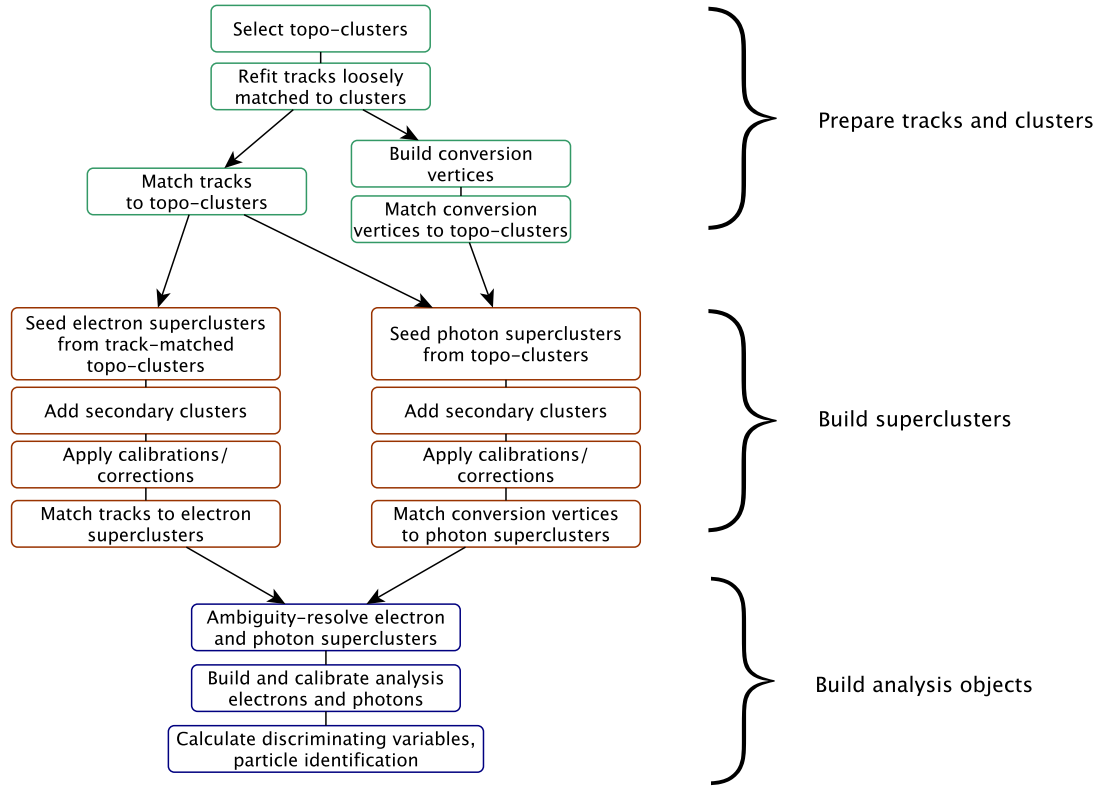 Select topo-clusters
Refit tracks loosely
matched to clusters
Build conversion
vertices
Match tracks
to topo-clusters
Match conversion
vertices to topo-clusters
Prepare tracks and clusters
Seed electron superclusters
from track-matched
topo-clusters
Seed photon superclusters
from topo-clusters
Add secondary clusters
Add secondary clusters
Apply calibrations/
corrections
Apply calibrations/
corrections
Match tracks to electron
superclusters
Match conversion vertices
to photon superclusters
Build superclusters
Ambiguity-resolve electron
and photon superclusters
Build and calibrate analysis
electrons and photons
Calculate discriminating variables,
particle identification
Build analysis objects